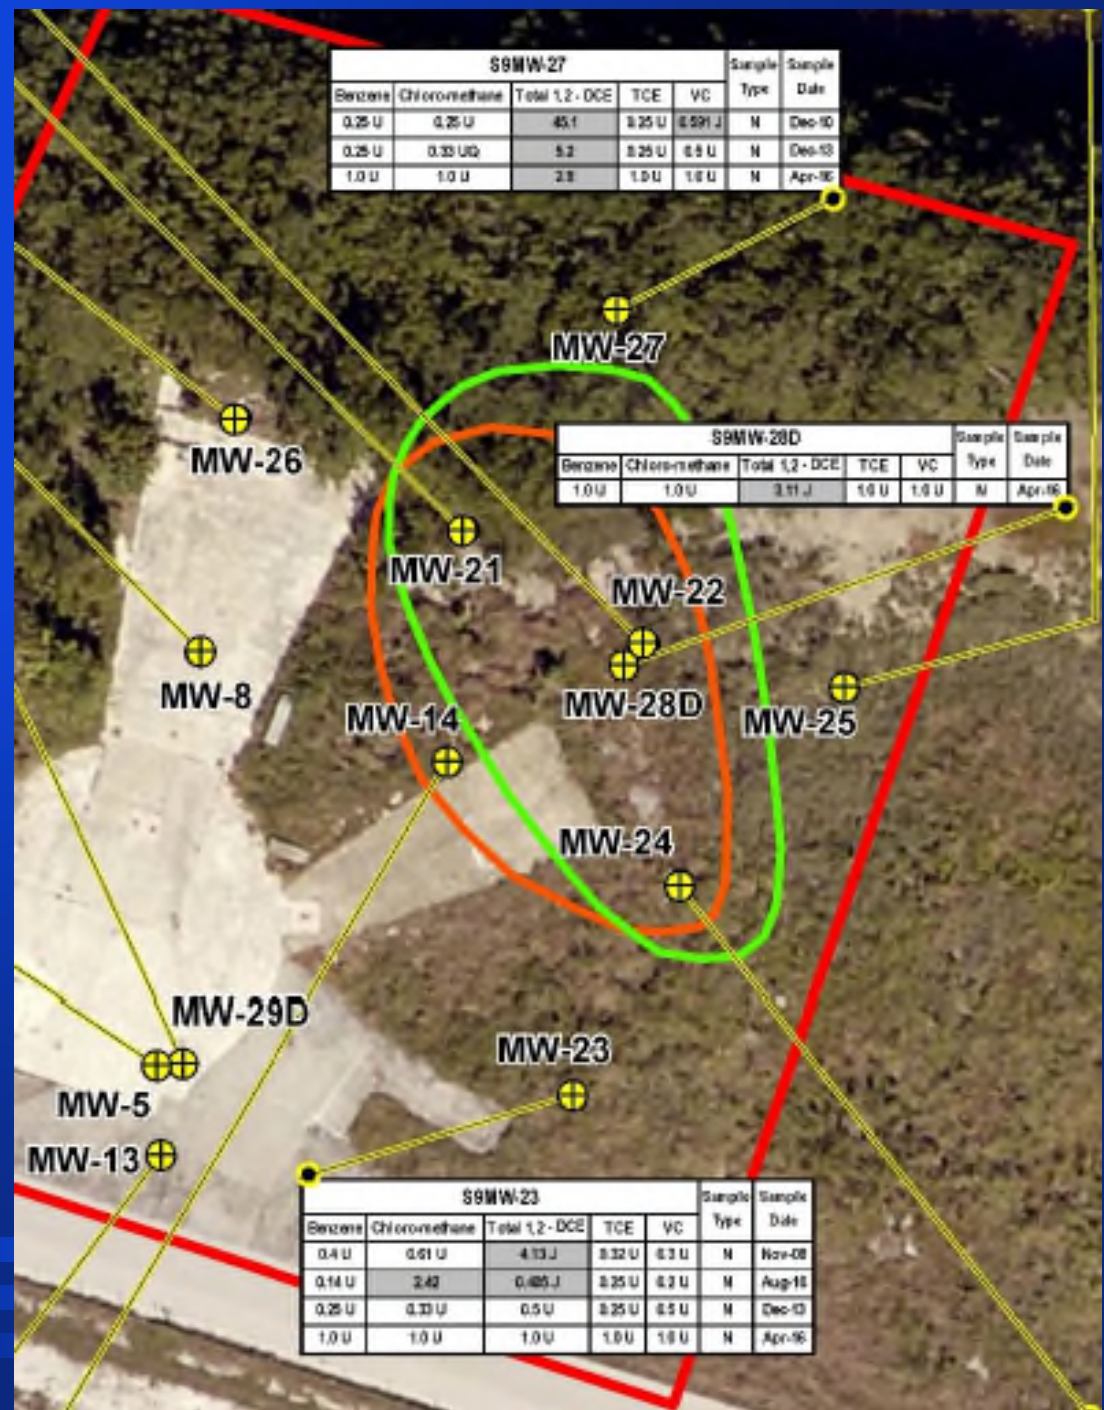 S9MW-27 Sample Type Sample Date
Benzene Chloromethane Total 1,2 - DCE TCE VC
0.25 U 0.25 U 45.1 0.25 U 0.591 J N Dec-10
0.25 U 0.33 UQ 5.2 0.25 U 0.5 U N Dec-13
1.0 U 1.0 U 1.0 U 1.0 U N Apr-16
MW-27
MW-26
S9MW-28D Sample Type Sample Date
Benzene Chloromethane Total 1,2 - DCE TCE VC
1.0 U 1.0 U 3.11 J 1.0 U 1.0 U N Apr-16
MW-21
MW-22
MW-8
MW-28D
MW-14
MW-25
MW-24
MW-29D
MW-23
MW-5
MW-13
S9MW-23 Sample Type Sample Date
Benzene Chloromethane Total 1,2 - DCE TCE VC
0.4 U 0.61 U 4.13 J 0.32 U 0.3 U N Nov-08
0.14 U 2.42 J 0.25 U 0.2 U N Aug-10
0.25 U 0.33 U 0.5 U 0.25 U 0.5 U N Dec-13
1.0 U 1.0 U 1.0 U 1.0 U 1.0 U N Apr-16